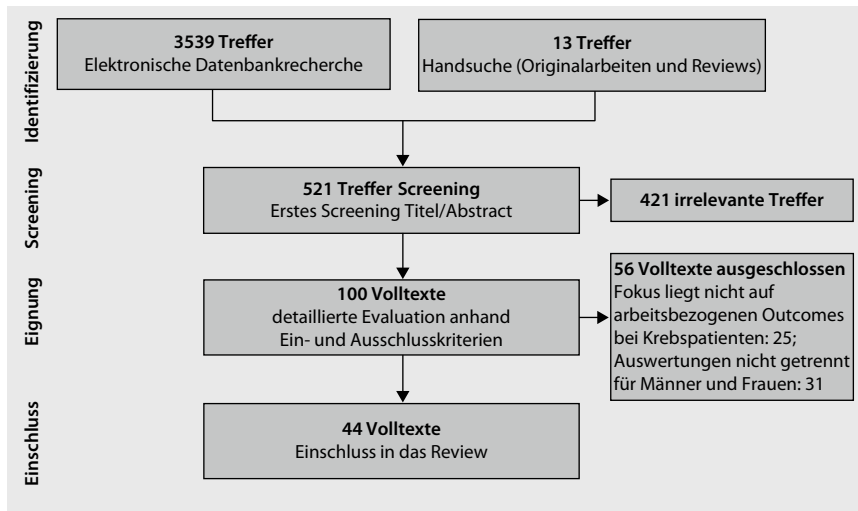 Identifizierung
3539 Treffer
Elektronische Datenbankrecherche
13 Treffer
Handsuche (Originalarbeiten und Reviews)
Screening
521 Treffer Screening
Erstes Screening Titel/Abstract
421 irrelevante Treffer
Eignung
100 Volltexte
detaillierte Evaluation anhand
Ein- und Ausschlusskriterien
56 Volltexte ausgeschlossen
Fokus liegt nicht auf
arbeitsbezogenen Outcomes
bei Krebspatienten: 25;
Auswertungen nicht getrennt
für Männer und Frauen: 31
Einschluss
44 Volltexte
Einschluss in das Review